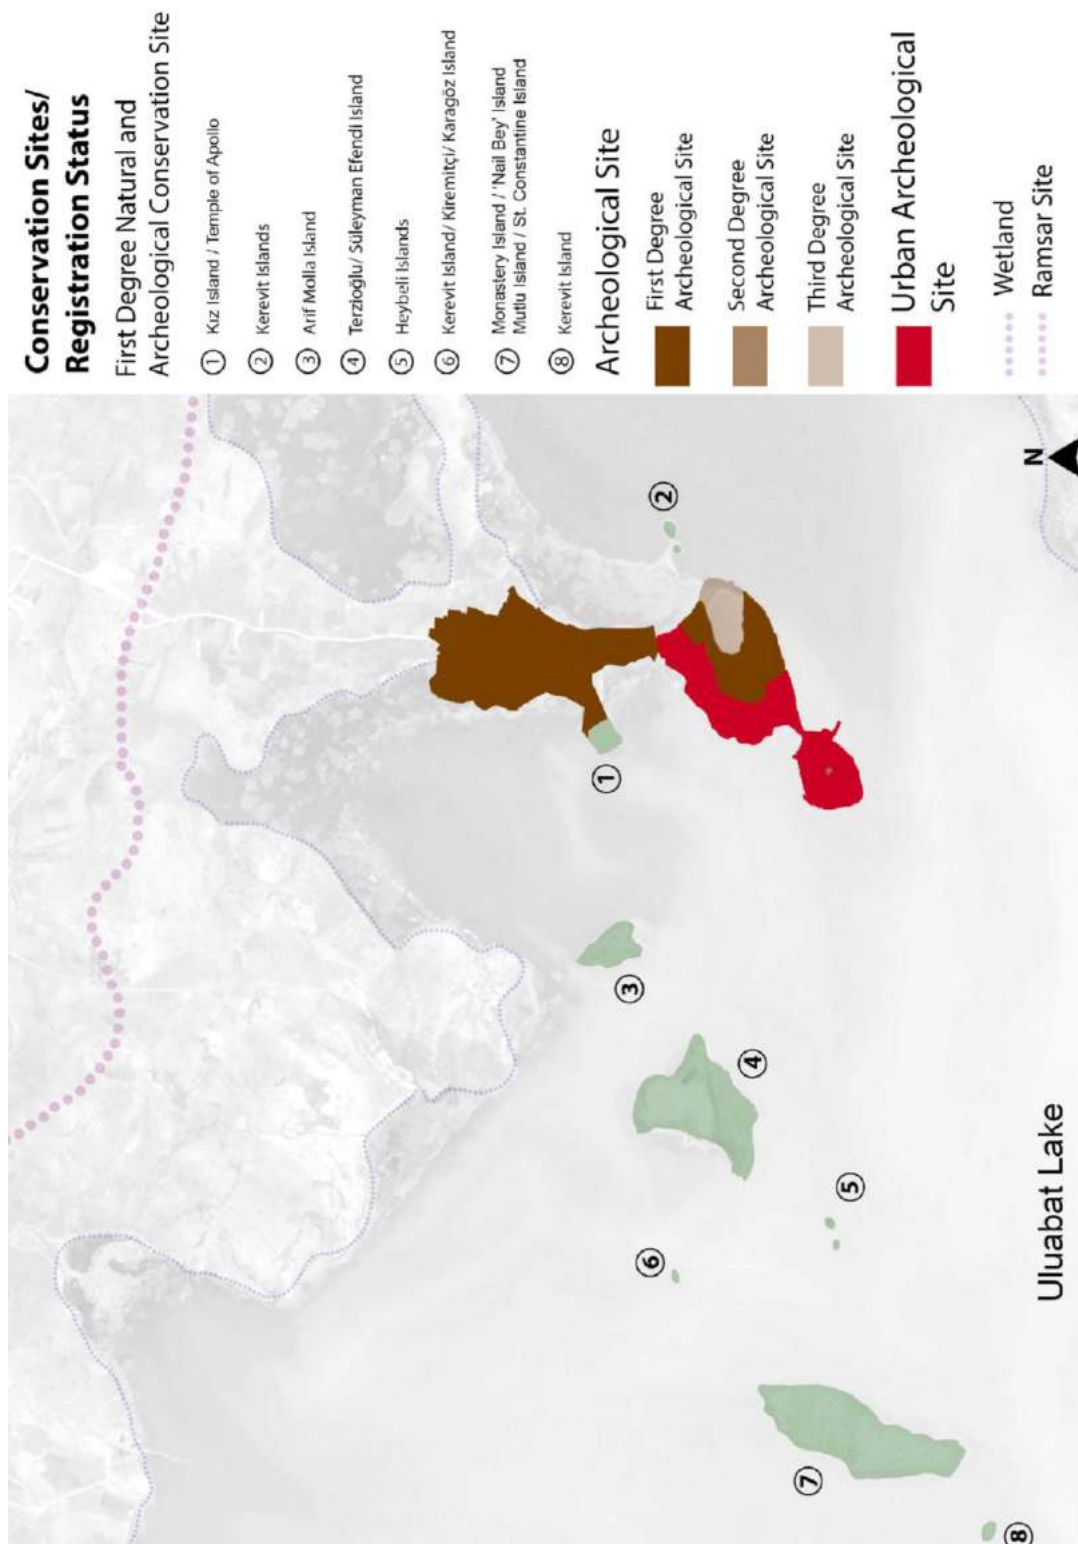 Conservation Sites/
Registration Status
First Degree Natural and
Archeological Conservation Site
1 Kız Island / Temple of Apollo
2 Kerevit Islands
3 Arif Molla Island
4 Terzioğlu/ Süleyman Efendi Island
5 Heybeli Islands
6 Kerevit Island/ Kiremitçi/ Karagöz Island
7 Monastery Island / 'Nail Bey' Island
Mutlu Island / St. Constantine Island
8 Kerevit Island
Archeological Site
First Degree
Archeological Site
Second Degree
Archeological Site
Third Degree
Archeological Site
Urban Archeological
Site
Wetland
Ramsar Site
N
1
2
3
4
5
6
7
8
Uluabat Lake